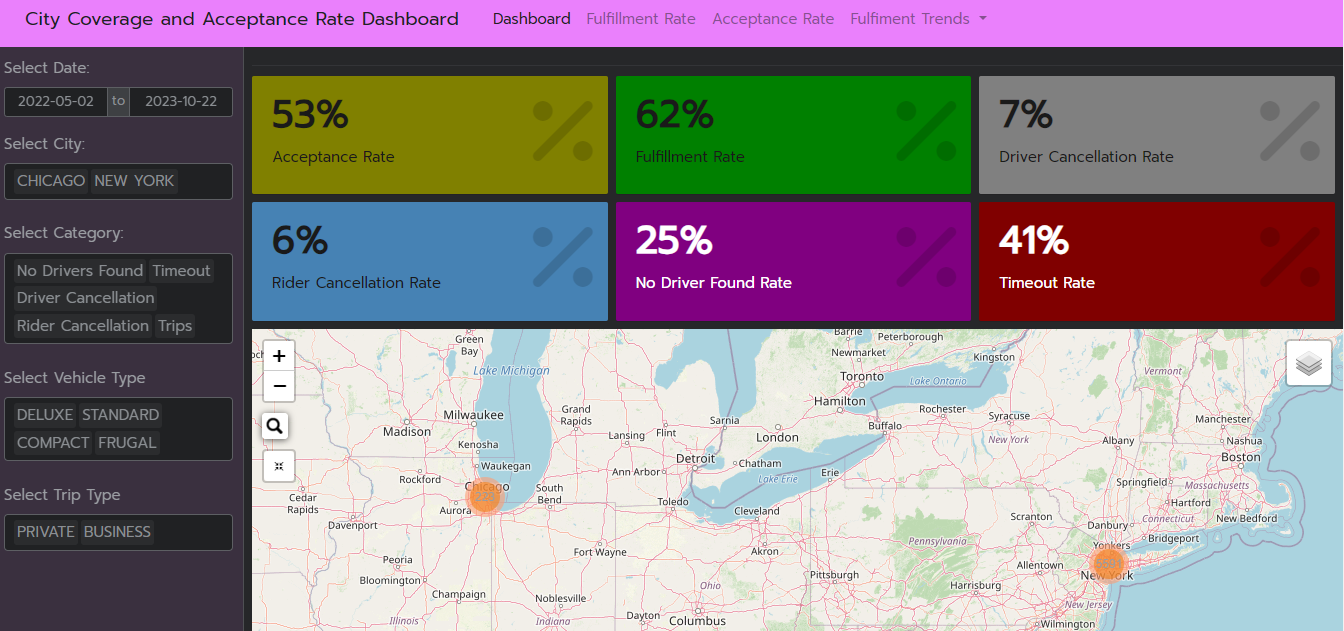 City Coverage and Acceptance Rate Dashboard
Dashboard
Fulfillment Rate
Acceptance Rate
Fulfiment Trends
Select Date:
2022-05-02 to 2023-10-22
Select City:
CHICAGO NEW YORK
Select Category:
No Drivers Found Timeout
Driver Cancellation
Rider Cancellation Trips
Select Vehicle Type
DELUXE STANDARD
COMPACT FRUGAL
Select Trip Type
PRIVATE BUSINESS
53%
Acceptance Rate
62%
Fulfillment Rate
7%
Driver Cancellation Rate
6%
Rider Cancellation Rate
25%
No Driver Found Rate
41%
Timeout Rate
+
−
Green
Bay
Lake Michigan
Barrie
Peterborough
Newmarket
Kingston
Vermont
Toronto
Lake Ontario
Hamilton
Rochester
Syracuse
Manchester
Milwaukee
Grand
Rapids
Sarnia
Madison
Lansing
Flint
London
Buffalo
New York
Albany
Nashua
Kenosha
Boston
Waukegan
Ann Arbor
Detroit
Chatham
Lake Erie
Erie
Rockford
Chicago
South
Bend
Springfield
Massachusetts
Cedar
Rapids
Aurora
Toledo
Cleveland
Hartford
Scranton
Danbury
Connecticut
New Bedford
Davenport
Bridgeport
Fort Wayne
Akron
Pennsylvania
Yonkers
Peoria
Allentown
New York
Bloomington
Pittsburgh
Harrisburg
Champaign
Noblesville
Ohio
New Jersey
Illinois
Indiana
Dayton
Columbus
Wilmington